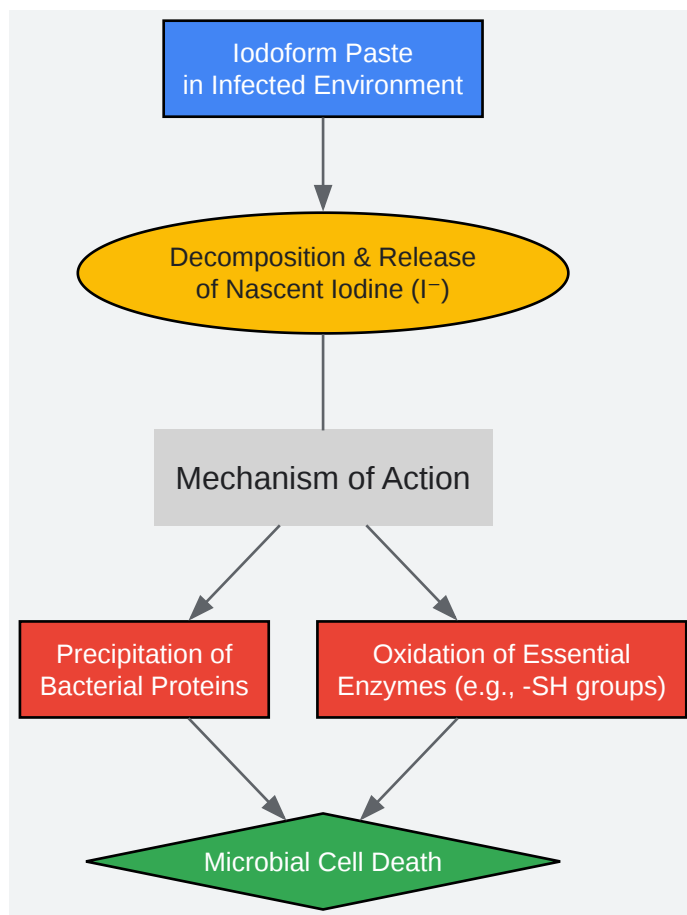 Iodoform Paste
in Infected Environment
Decomposition & Release
of Nascent Iodine (I⁻)
Mechanism of Action
Precipitation of
Bacterial Proteins
Oxidation of Essential
Enzymes (e.g., -SH groups)
Microbial Cell Death